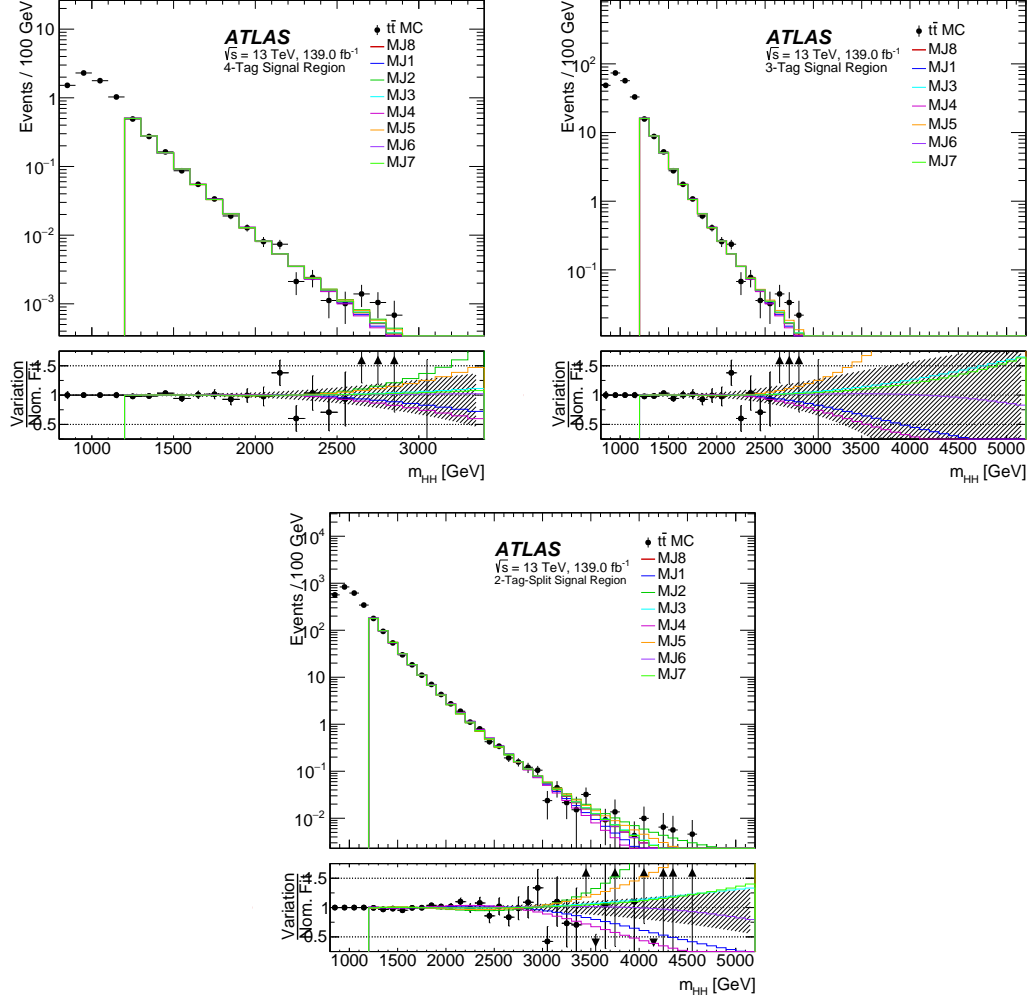 Events / 100 GeV
10
1
10⁻¹
10⁻²
10⁻³
ATLAS
√s = 13 TeV, 139.0 fb⁻¹
4-Tag Signal Region
tt̄ MC
MJ8
MJ1
MJ2
MJ3
MJ4
MJ5
MJ6
MJ7
Variation
Nom. Fit
1.5
1
0.5
1000 1500 2000 2500 3000
m_HH [GeV]
Events / 100 GeV
10³
10²
10
1
10⁻¹
ATLAS
√s = 13 TeV, 139.0 fb⁻¹
3-Tag Signal Region
tt̄ MC
MJ8
MJ1
MJ3
MJ4
MJ5
MJ6
MJ7
Variation
Nom. Fit
1.5
1
0.5
1000 1500 2000 2500 3000 3500 4000 4500 5000
m_HH [GeV]
Events / 100 GeV
10⁴
10³
10²
10
1
10⁻¹
10⁻²
ATLAS
√s = 13 TeV, 139.0 fb⁻¹
2-Tag-Split Signal Region
tt̄ MC
MJ8
MJ1
MJ2
MJ3
MJ4
MJ5
MJ6
MJ7
Variation
Nom. Fit
1.5
1
0.5
1000 1500 2000 2500 3000 3500 4000 4500 5000
m_HH [GeV]